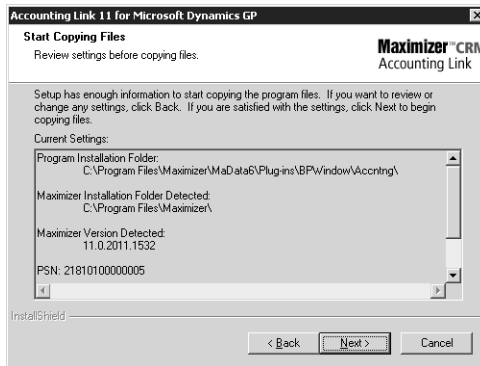 Accounting Link 11 for Microsoft Dynamics GP
Start Copying Files
Review settings before copying files.
Maximizer™CRM
Accounting Link
Setup has enough information to start copying the program files. If you want to review or
change any settings, click Back. If you are satisfied with the settings, click Next to begin
copying files.
Current Settings:
Program Installation Folder:
C:\Program Files\Maximizer\MaData6\Plug-ins\BPWindow\Accntng\
Maximizer Installation Folder Detected:
C:\Program Files\Maximizer\
Maximizer Version Detected:
11.0.2011.1532
PSN: 21810100000005
InstallShield
< Back
Next >
Cancel